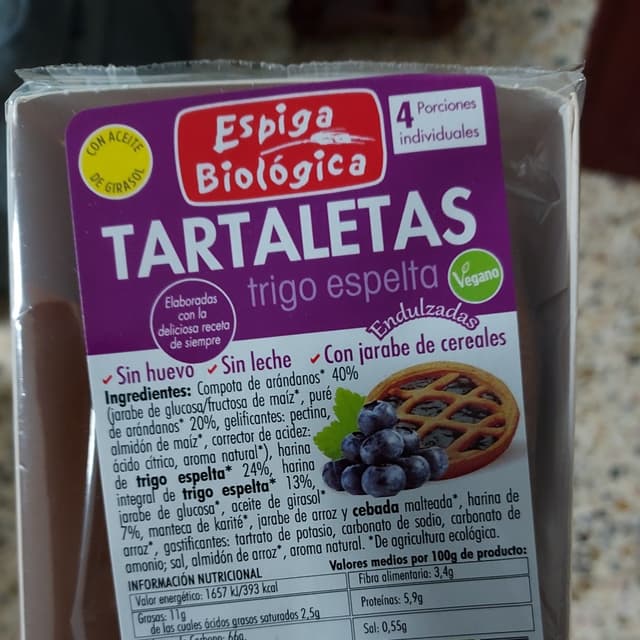 CON ACEITE
DE GIRASOL
Espiga
Biológica
4 Porciones
individuales
TARTALETAS
trigo espelta
Vegano
Elaboradas
con la
deliciosa receta
de siempre
Endulzadas
✓ Sin huevo ✓ Sin leche ✓ Con jarabe de cereales
Ingredientes: Compota de arándanos* 40%
(jarabe de glucosa/fructosa de maíz*, puré
de arándanos* 20%, gelificantes: pectina,
almidón de maíz*, corrector de acidez:
ácido cítrico, aroma natural*), harina
de trigo espelta* 24%, harina
integral de trigo espelta* 13%,
jarabe de glucosa*, aceite de girasol*
7%, manteca de karité*, jarabe de arroz y cebada malteada*, harina de
arroz*, gasificantes: tartrato de potasio, carbonato de sodio, carbonato de
amonio; sal, almidón de arroz*, aroma natural. *De agricultura ecológica.
INFORMACIÓN NUTRICIONAL Valores medios por 100g de producto:
Valor energético: 1657 kJ/393 kcal
Fibra alimentaria: 3,4g
Grasas: 11g
de las cuales ácidos grasos saturados 2,5g
Proteínas: 5,9g
Sal: 0,55g